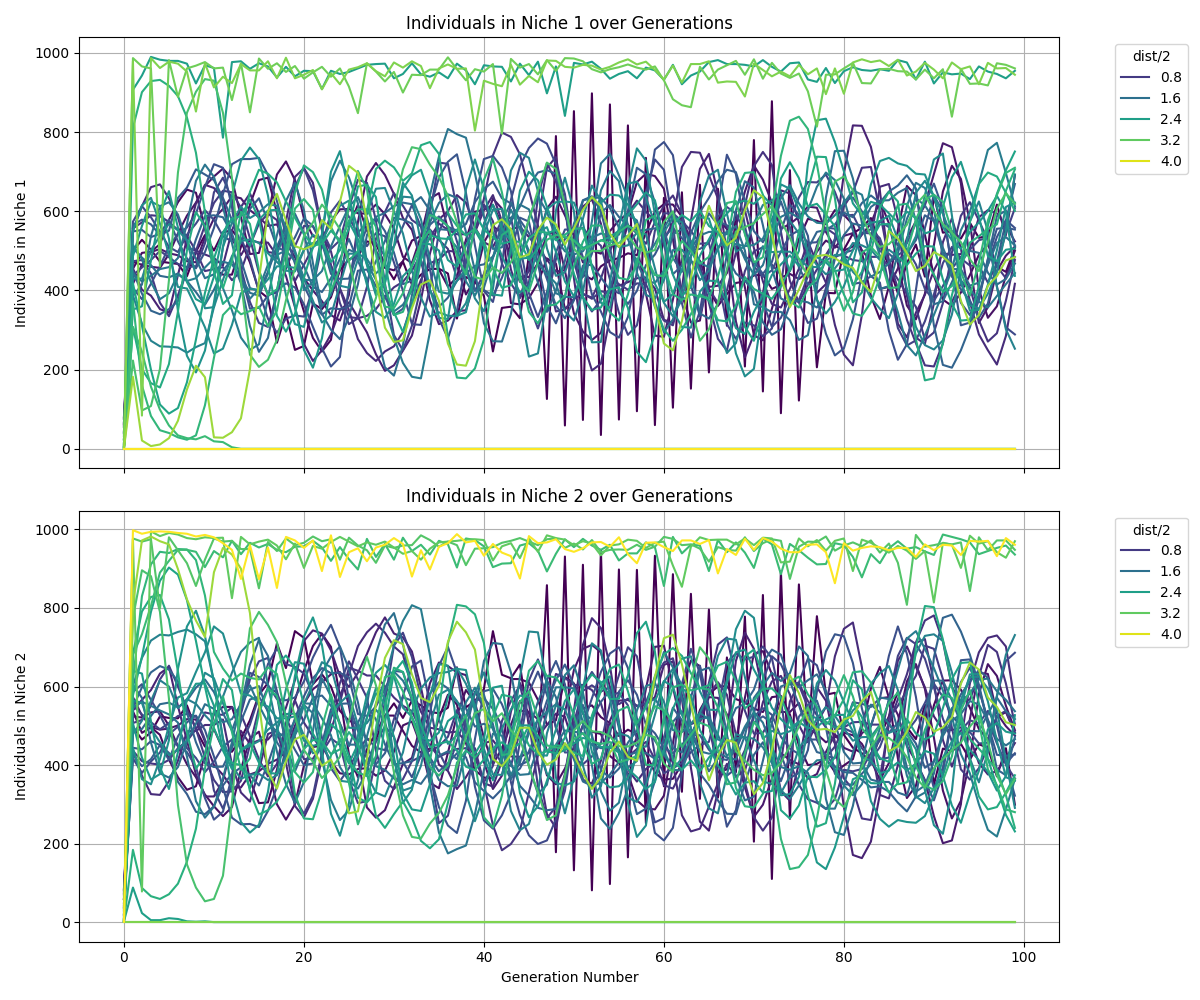 Individuals in Niche 1 over Generations
Individuals in Niche 1
1000
800
600
400
200
0
dist/2
0.8
1.6
2.4
3.2
4.0
Individuals in Niche 2 over Generations
Individuals in Niche 2
1000
800
600
400
200
0
0 20 40 60 80 100
Generation Number
dist/2
0.8
1.6
2.4
3.2
4.0